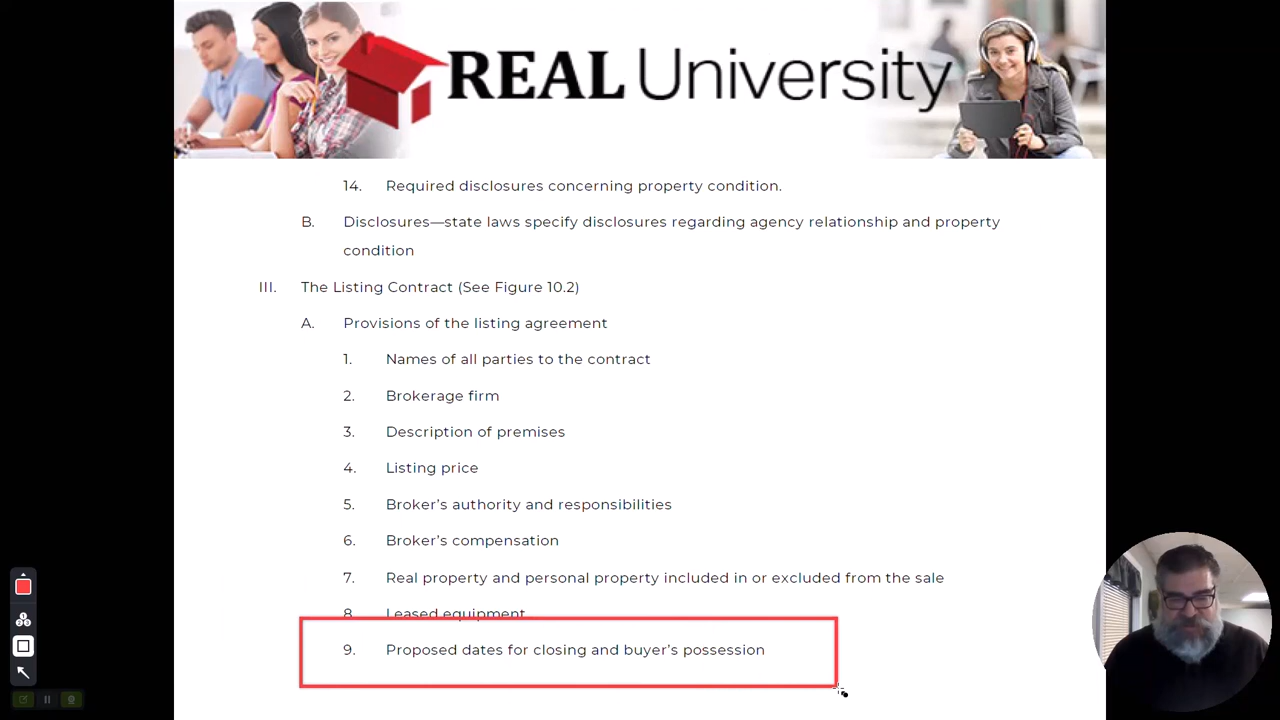 REAL University
14. Required disclosures concerning property condition.
B. Disclosures—state laws specify disclosures regarding agency relationship and property
condition
III. The Listing Contract (See Figure 10.2)
A. Provisions of the listing agreement
1. Names of all parties to the contract
2. Brokerage firm
3. Description of premises
4. Listing price
5. Broker’s authority and responsibilities
6. Broker’s compensation
7. Real property and personal property included in or excluded from the sale
8. Leased equipment
9. Proposed dates for closing and buyer’s possession